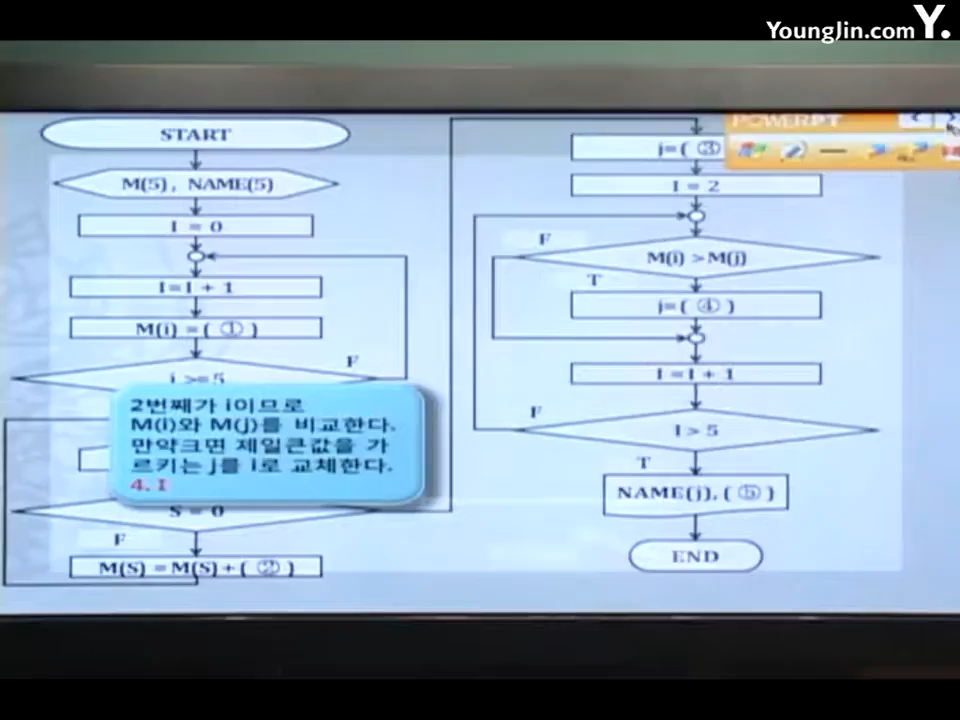 YoungJin.com Y.
START
M(5), NAME(5)
I = 0
I=I + 1
M(i) = ( ① )
F
i >= 5
2번째가 i이므로
M(i)와 M(j)를 비교한다.
만약크면 제일큰값을 가
르키는 j를 i로 교체한다.
4. I
S = 0
F
M(S) = M(S) + ( ② )
POWERPT
j= ( ③
I = 2
F
M(i) > M(j)
T
j= ( ④ )
I = I + 1
F
I > 5
T
NAME(j), ( ⑤ )
END